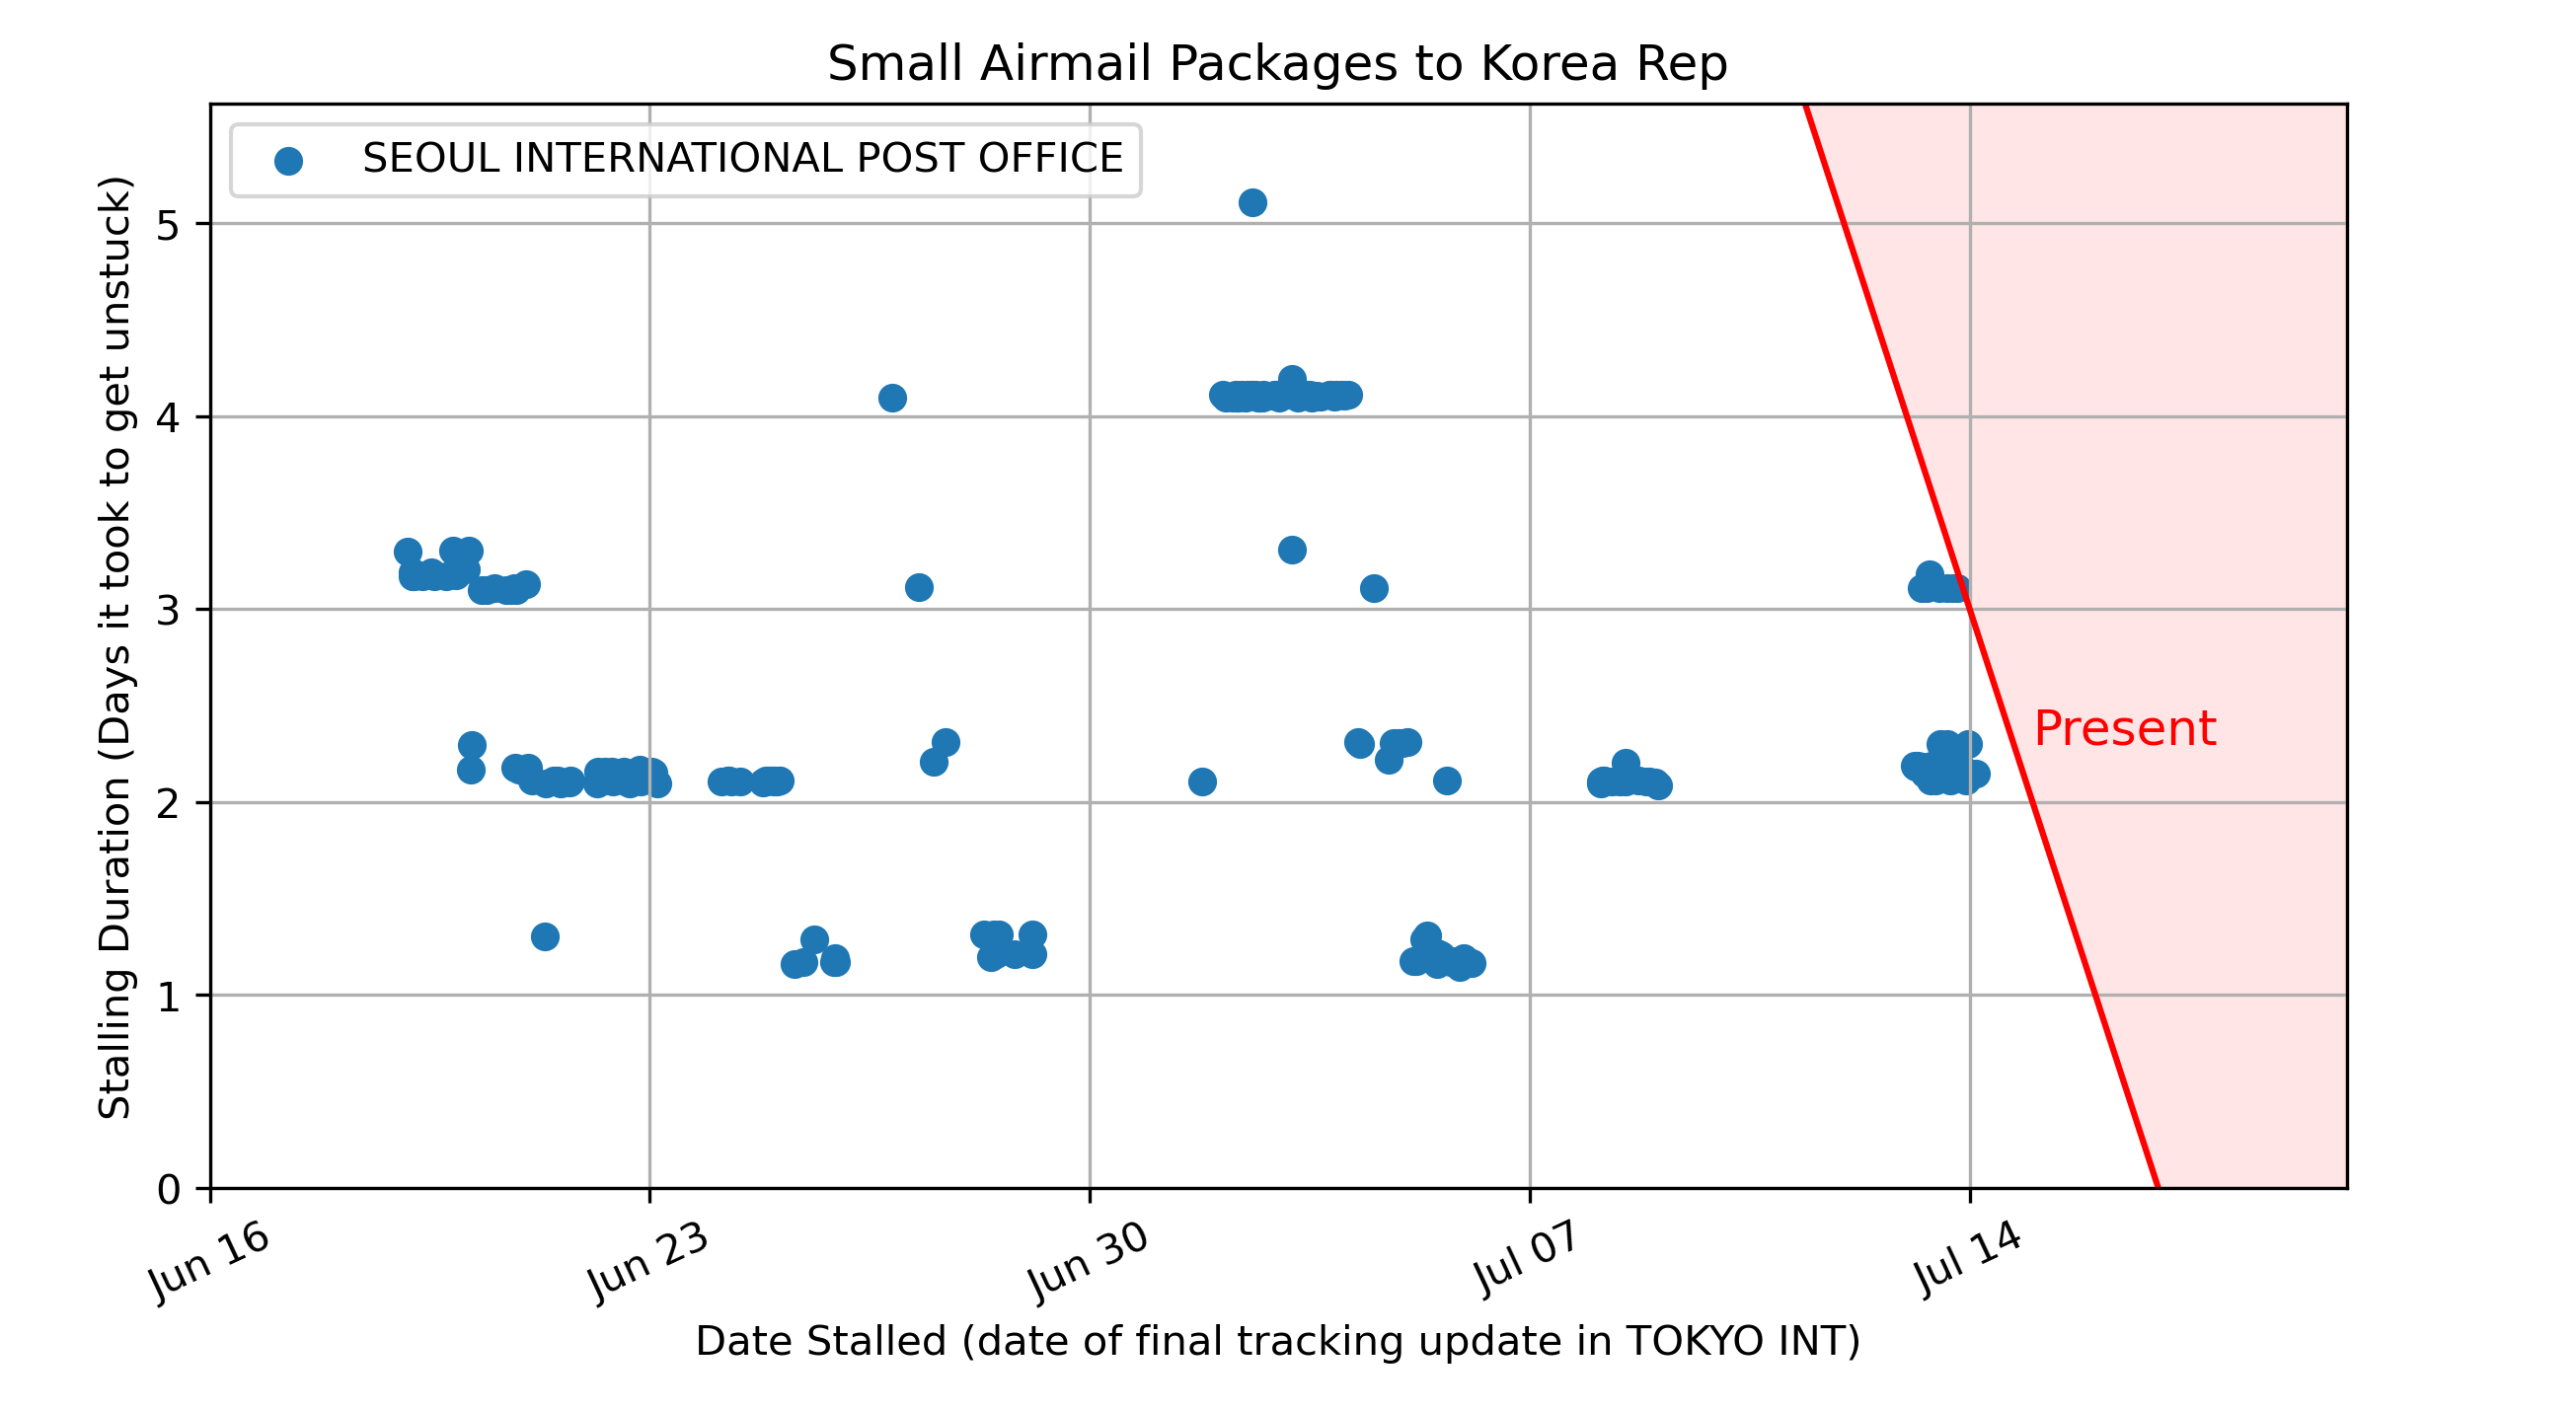 Small Airmail Packages to Korea Rep
SEOUL INTERNATIONAL POST OFFICE
Stalling Duration (Days it took to get unstuck)
5
4
3
2
1
0
Present
Jun 16
Jun 23
Jun 30
Jul 07
Jul 14
Date Stalled (date of final tracking update in TOKYO INT)